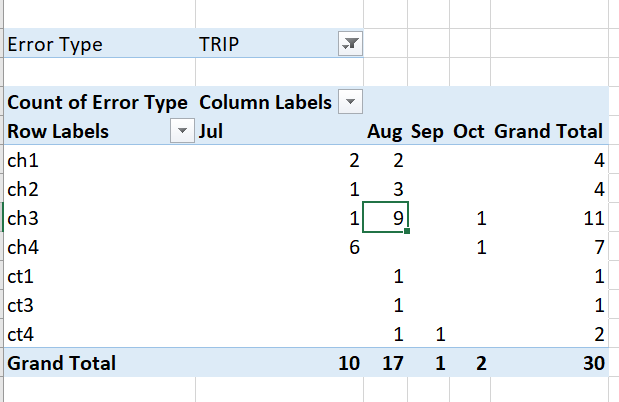 Error Type TRIP
Count of Error Type Column Labels
Row Labels Jul Aug Sep Oct Grand Total
ch1 2 2 4
ch2 1 3 4
ch3 1 9 1 11
ch4 6 1 7
ct1 1 1
ct3 1 1
ct4 1 1 2
Grand Total 10 17 1 2 30